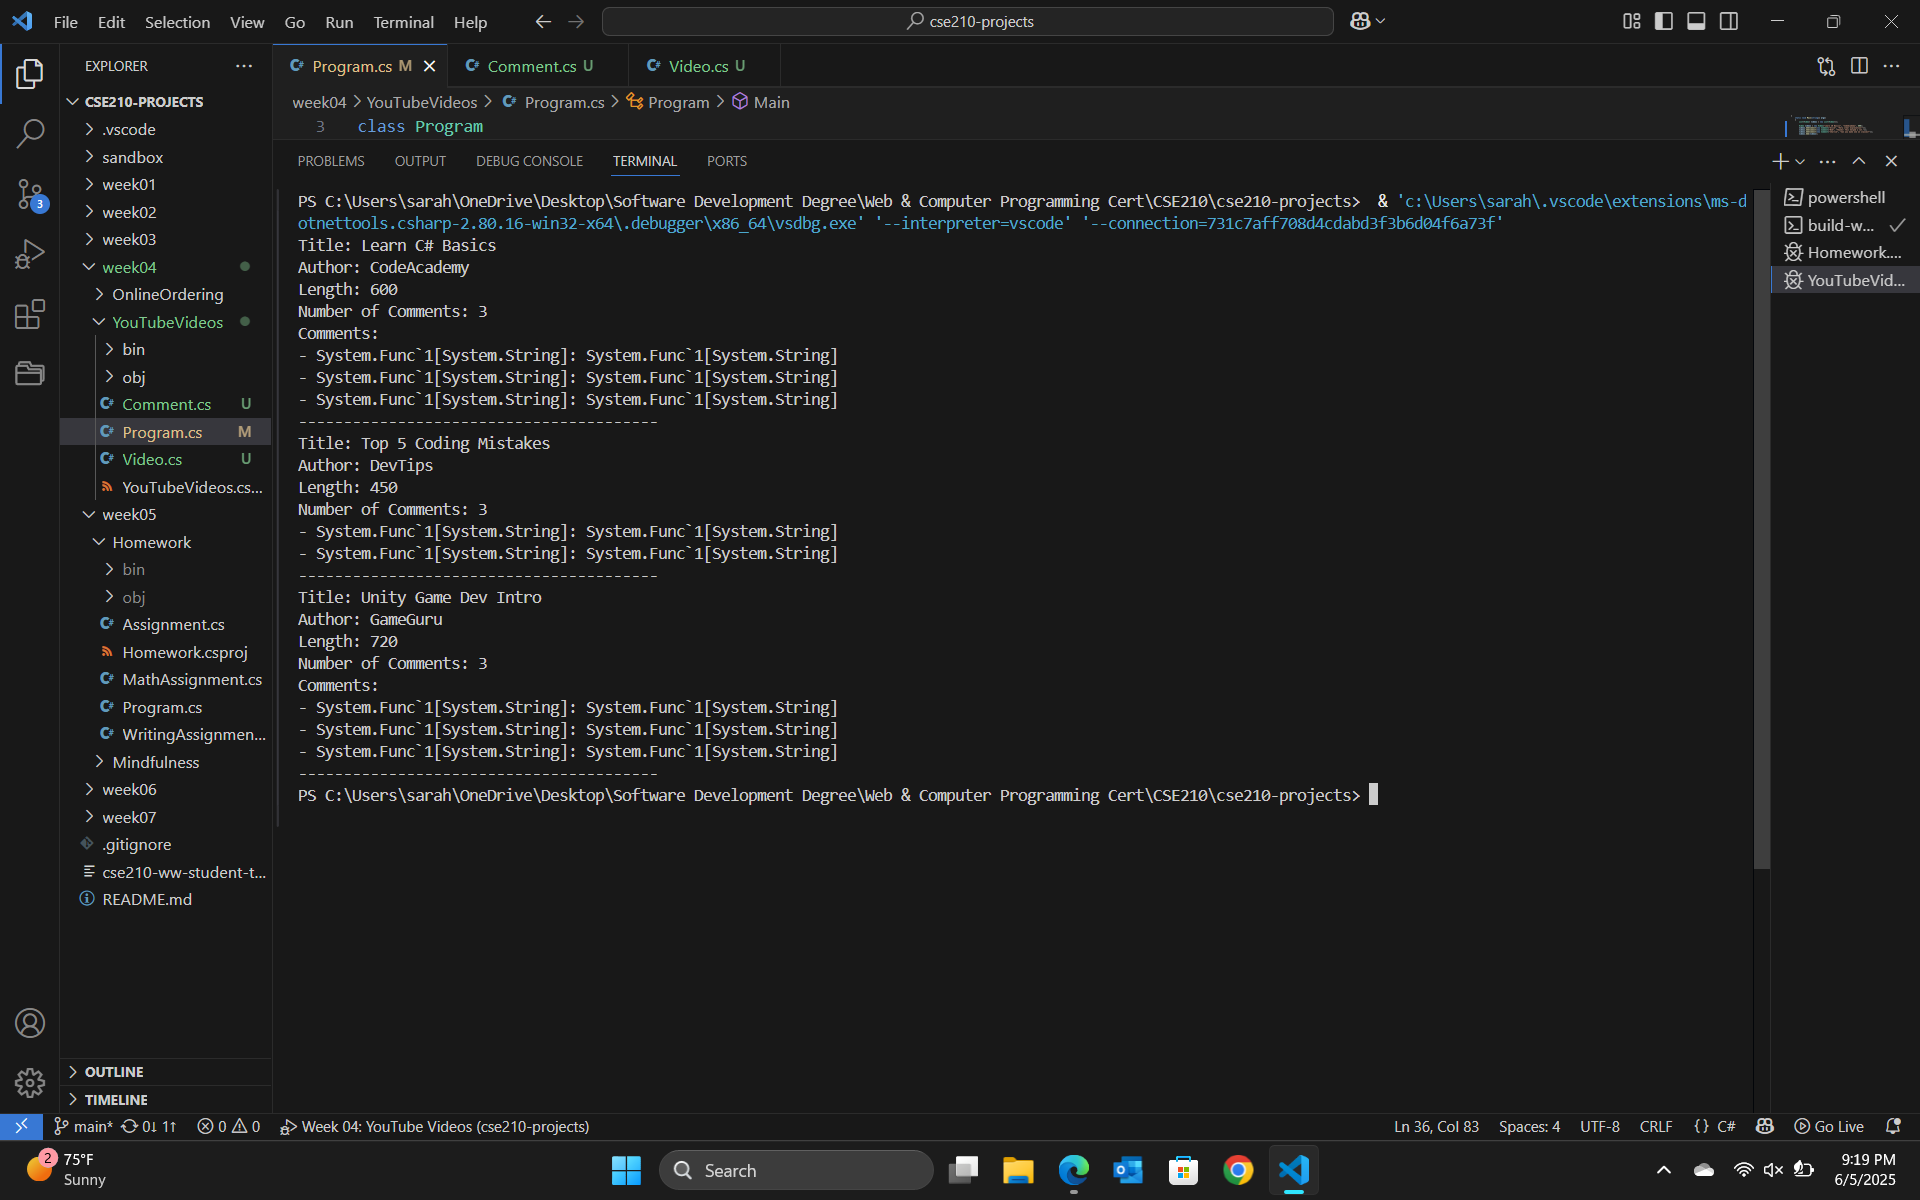 File Edit Selection View Go Run Terminal Help
cse210-projects
EXPLORER
CSE210-PROJECTS
.vscode
sandbox
week01
week02
week03
week04
OnlineOrdering
YouTubeVideos
bin
obj
Comment.cs U
Program.cs M
Video.cs U
YouTubeVideos.cs...
week05
Homework
bin
obj
Assignment.cs
Homework.csproj
MathAssignment.cs
Program.cs
WritingAssignmen...
Mindfulness
week06
week07
.gitignore
cse210-ww-student-t...
README.md
OUTLINE
TIMELINE
3
Program.cs M
Comment.cs U
Video.cs U
week04 > YouTubeVideos > Program.cs > Program > Main
3 class Program
PROBLEMS OUTPUT DEBUG CONSOLE TERMINAL PORTS
PS C:\Users\sarah\OneDrive\Desktop\Software Development Degree\Web & Computer Programming Cert\CSE210\cse210-projects>  & 'c:\Users\sarah\.vscode\extensions\ms-d
otnettools.csharp-2.80.16-win32-x64\.debugger\x86_64\vsdbg.exe' '--interpreter=vscode' '--connection=731c7aff708d4cdabd3f3b6d04f6a73f'
Title: Learn C# Basics
Author: CodeAcademy
Length: 600
Number of Comments: 3
Comments:
- System.Func`1[System.String]: System.Func`1[System.String]
- System.Func`1[System.String]: System.Func`1[System.String]
- System.Func`1[System.String]: System.Func`1[System.String]
----------------------------------------
Title: Top 5 Coding Mistakes
Author: DevTips
Length: 450
Number of Comments: 3
- System.Func`1[System.String]: System.Func`1[System.String]
- System.Func`1[System.String]: System.Func`1[System.String]
----------------------------------------
Title: Unity Game Dev Intro
Author: GameGuru
Length: 720
Number of Comments: 3
Comments:
- System.Func`1[System.String]: System.Func`1[System.String]
- System.Func`1[System.String]: System.Func`1[System.String]
- System.Func`1[System.String]: System.Func`1[System.String]
----------------------------------------
PS C:\Users\sarah\OneDrive\Desktop\Software Development Degree\Web & Computer Programming Cert\CSE210\cse210-projects>
powershell
build-w...
Homework....
YouTubeVid...
main* 0↓ 1↑ 0 0 Week 04: YouTube Videos (cse210-projects)
Ln 36, Col 83 Spaces: 4 UTF-8 CRLF {} C# Go Live
2
75°F
Sunny
Search
9:19 PM
6/5/2025